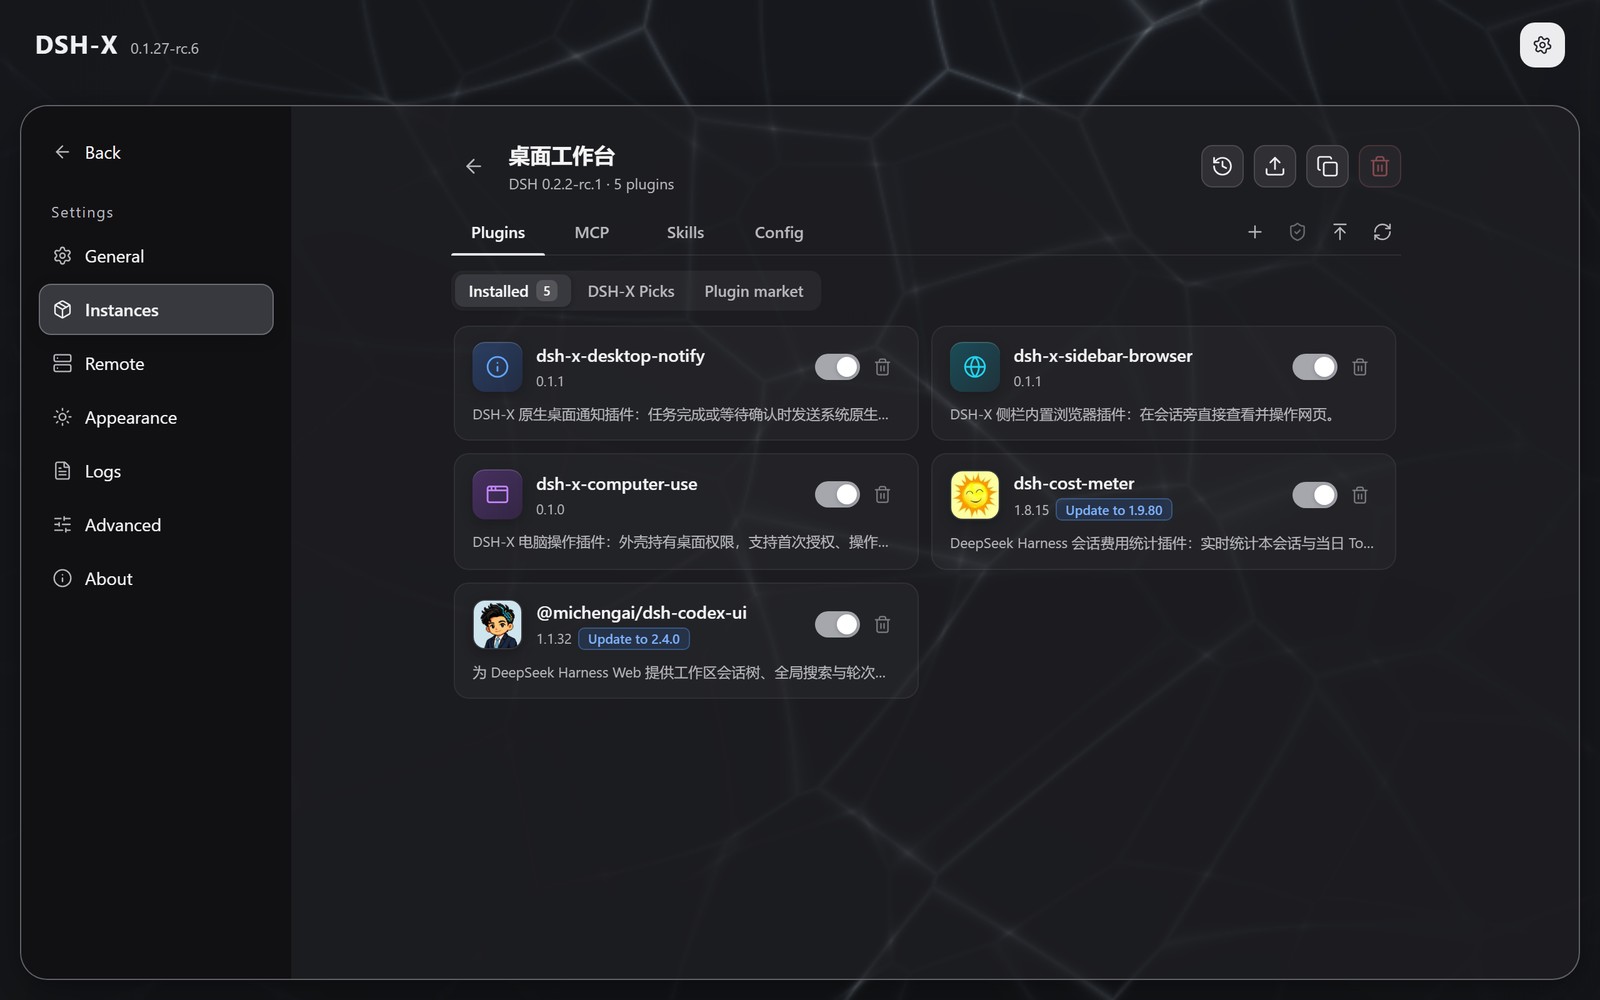 DSH-X 0.1.27-rc.6
Back
Settings
General
Instances
Remote
Appearance
Logs
Advanced
About
桌面工作台
DSH 0.2.2-rc.1 · 5 plugins
Plugins MCP Skills Config
Installed 5 DSH-X Picks Plugin market
dsh-x-desktop-notify
0.1.1
DSH-X 原生桌面通知插件：任务完成或等待确认时发送系统原生...
dsh-x-sidebar-browser
0.1.1
DSH-X 侧栏内置浏览器插件：在会话旁直接查看并操作网页。
dsh-x-computer-use
0.1.0
DSH-X 电脑操作插件：外壳持有桌面权限，支持首次授权、操作...
dsh-cost-meter
1.8.15 Update to 1.9.80
DeepSeek Harness 会话费用统计插件：实时统计本会话与当日 To...
@michengai/dsh-codex-ui
1.1.32 Update to 2.4.0
为 DeepSeek Harness Web 提供工作区会话树、全局搜索与轮次...